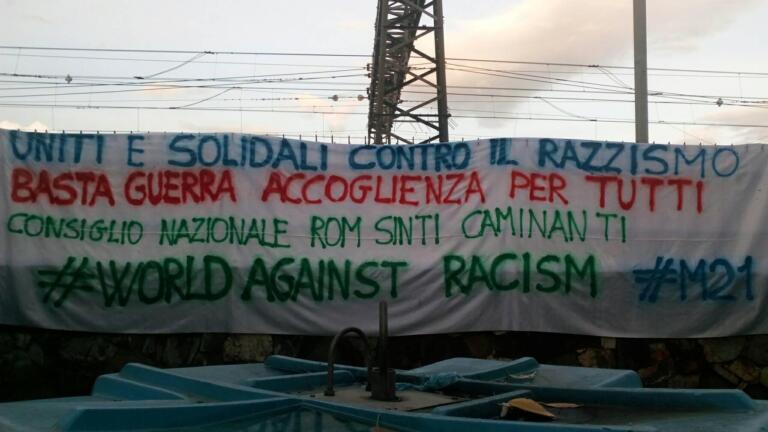 UNITI E SOLIDALI CONTRO IL RAZZISMO
BASTA GUERRA ACCOGLIENZA PER TUTTI
CONSIGLIO NAZIONALE ROM SINTI CAMINANTI
#WORLD AGAINST RACISM #M21